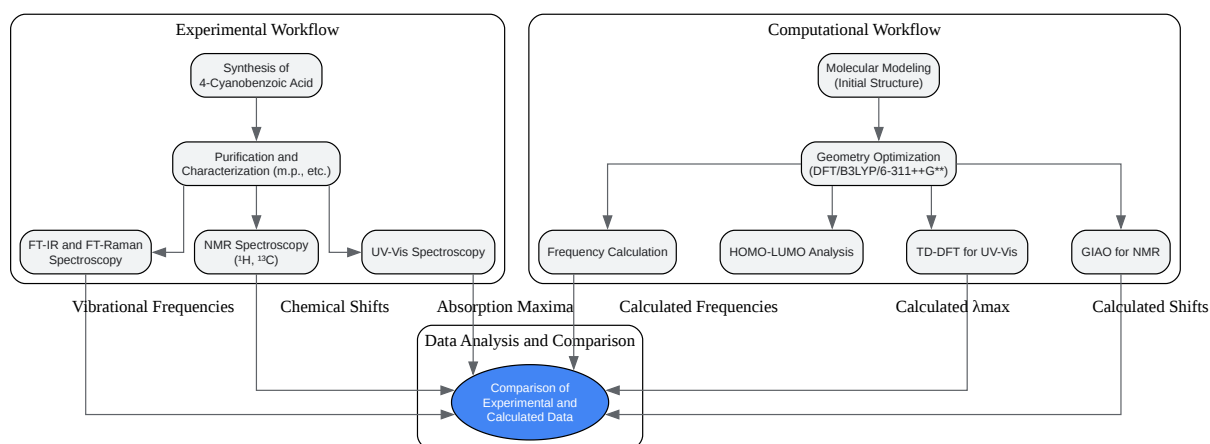 Experimental Workflow
Synthesis of
4-Cyanobenzoic Acid
Purification and
Characterization (m.p., etc.)
FT-IR and FT-Raman
Spectroscopy
NMR Spectroscopy
(¹H, ¹³C)
UV-Vis Spectroscopy
Computational Workflow
Molecular Modeling
(Initial Structure)
Geometry Optimization
(DFT/B3LYP/6-311++G**)
Frequency Calculation
HOMO-LUMO Analysis
TD-DFT for UV-Vis
GIAO for NMR
Vibrational Frequencies
Chemical Shifts
Absorption Maxima
Calculated Frequencies
Calculated λmax
Calculated Shifts
Data Analysis and Comparison
Comparison of
Experimental and
Calculated Data